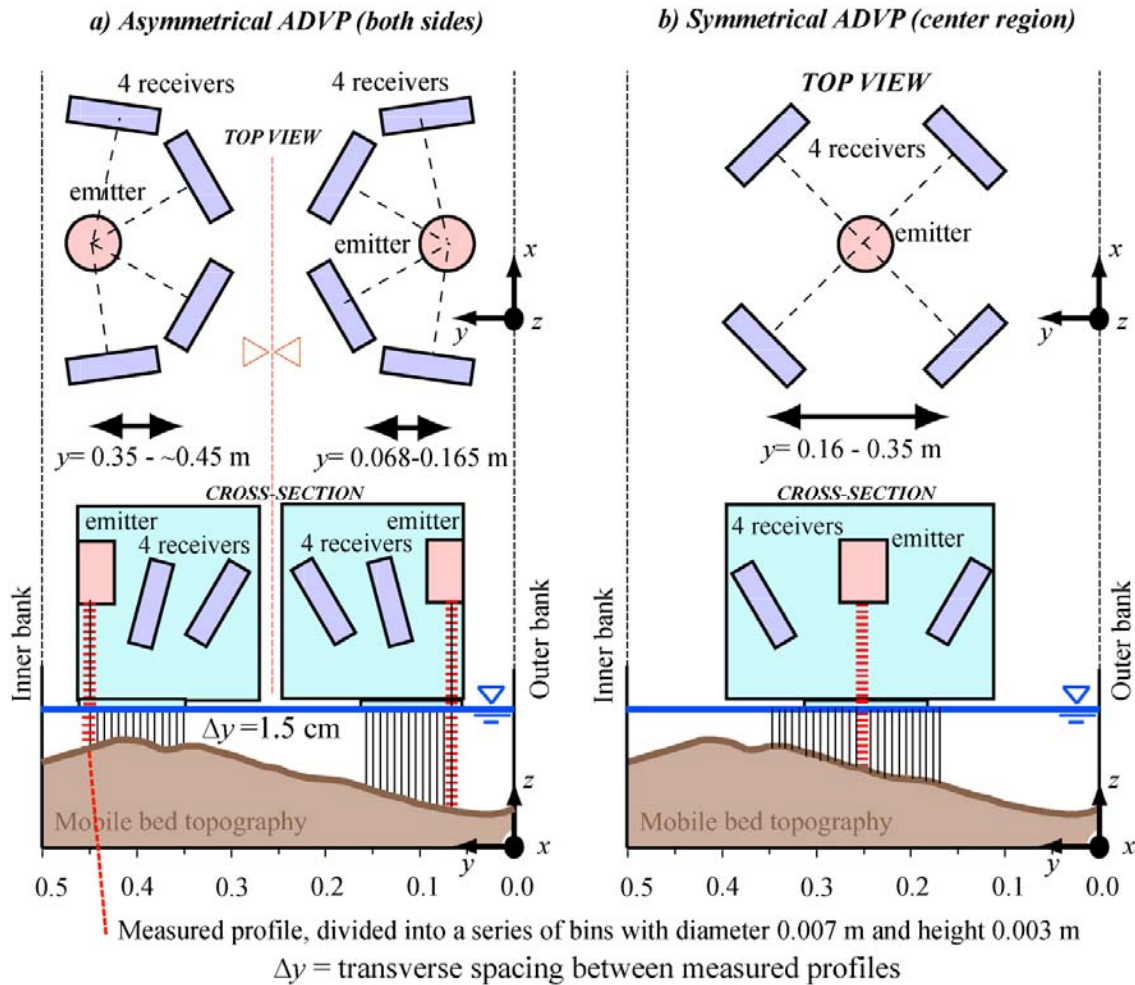 a) Asymmetrical ADVP (both sides)
4 receivers
4 receivers
TOP VIEW
emitter
emitter
x
y
z
y= 0.35 - ~0.45 m
y= 0.068-0.165 m
CROSS-SECTION
emitter
emitter
4 receivers
4 receivers
Inner bank
Outer bank
Δy=1.5 cm
Mobile bed topography
z
y
x
0.5
0.4
0.3
0.2
0.1
0.0
b) Symmetrical ADVP (center region)
TOP VIEW
4 receivers
emitter
x
y
z
y= 0.16 - 0.35 m
CROSS-SECTION
4 receivers
emitter
Inner bank
Outer bank
Mobile bed topography
z
y
x
0.5
0.4
0.3
0.2
0.1
0.0
Measured profile, divided into a series of bins with diameter 0.007 m and height 0.003 m
Δy = transverse spacing between measured profiles